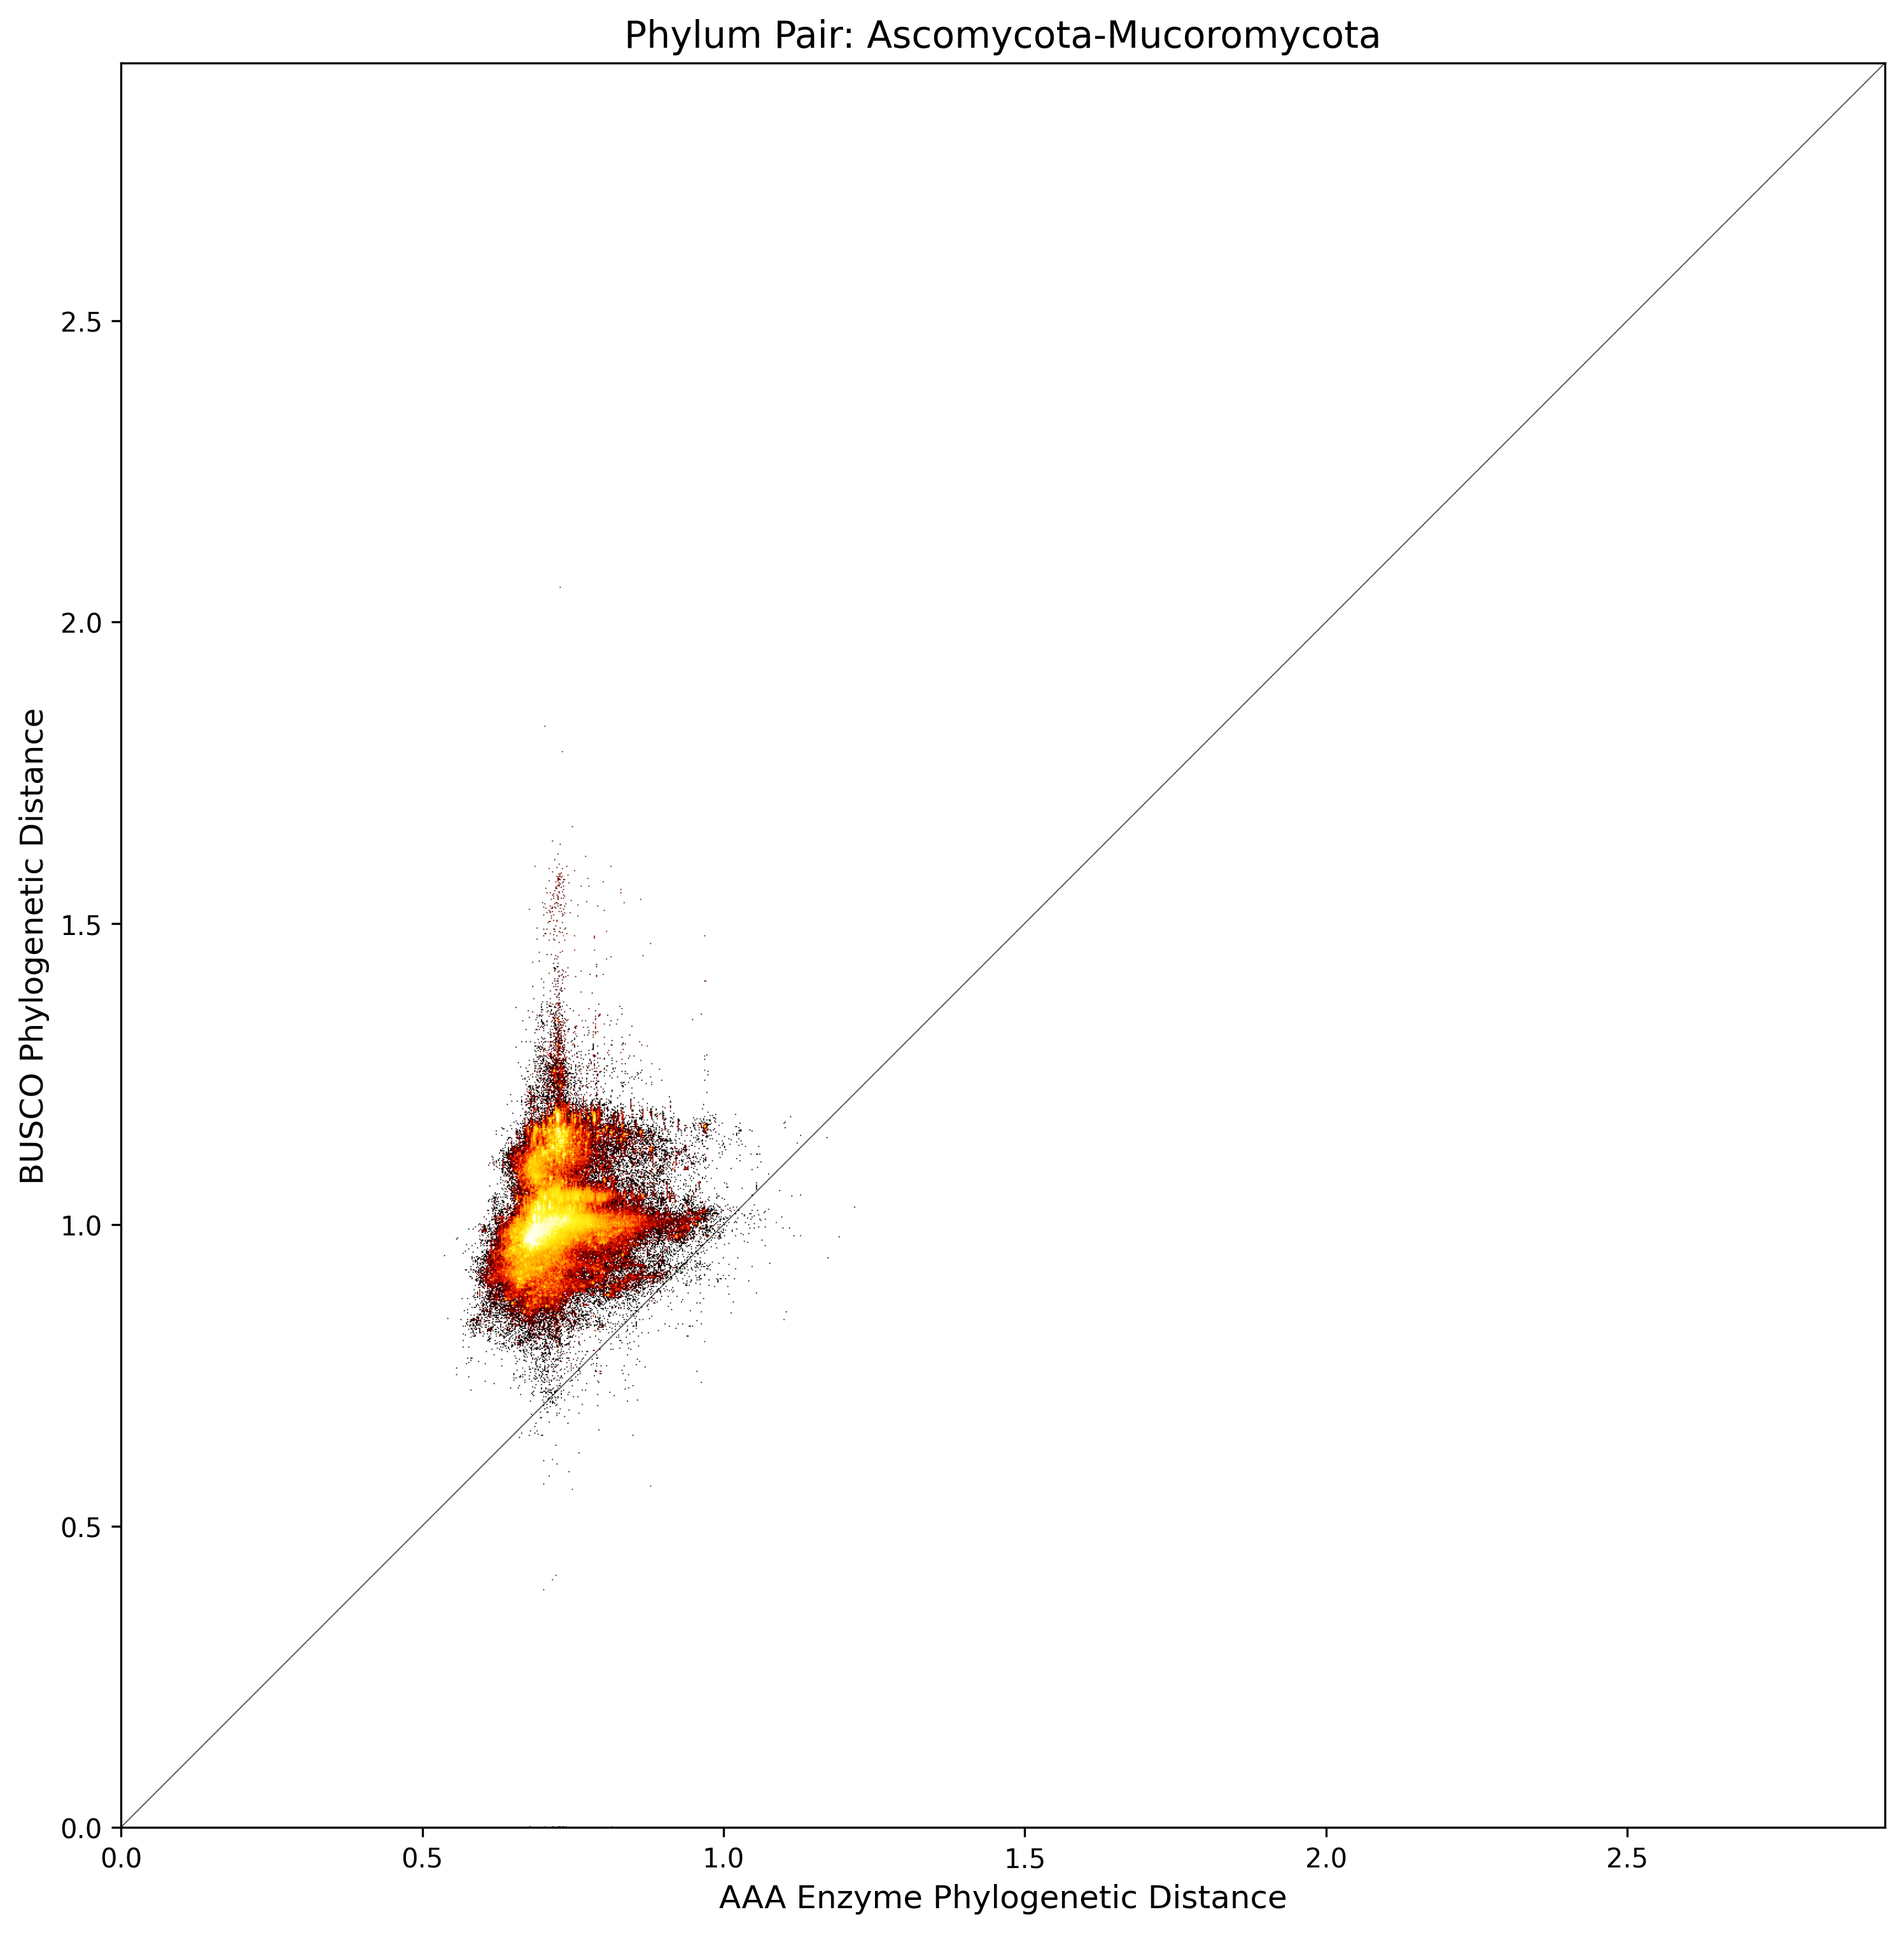 Phylum Pair: Ascomycota-Mucoromycota
BUSCO Phylogenetic Distance
2.5
2.0
1.5
1.0
0.5
0.0
0.0 0.5 1.0 1.5 2.0 2.5
AAA Enzyme Phylogenetic Distance